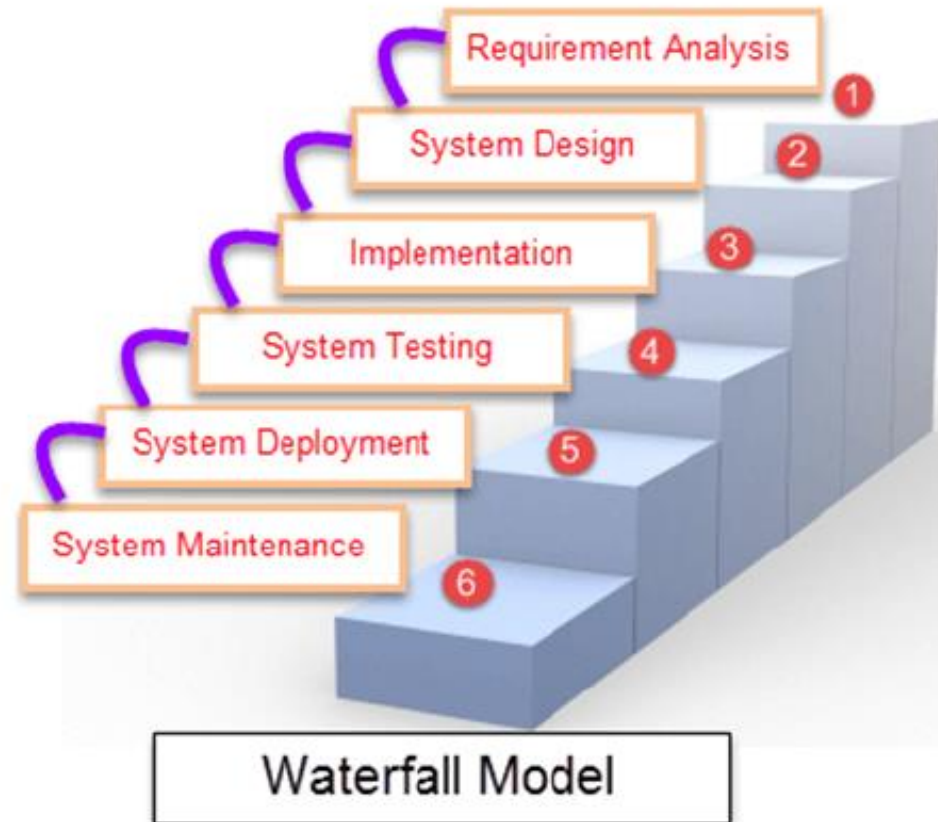 Requirement Analysis
1
System Design
2
Implementation
3
System Testing
4
System Deployment
5
System Maintenance
6
Waterfall Model